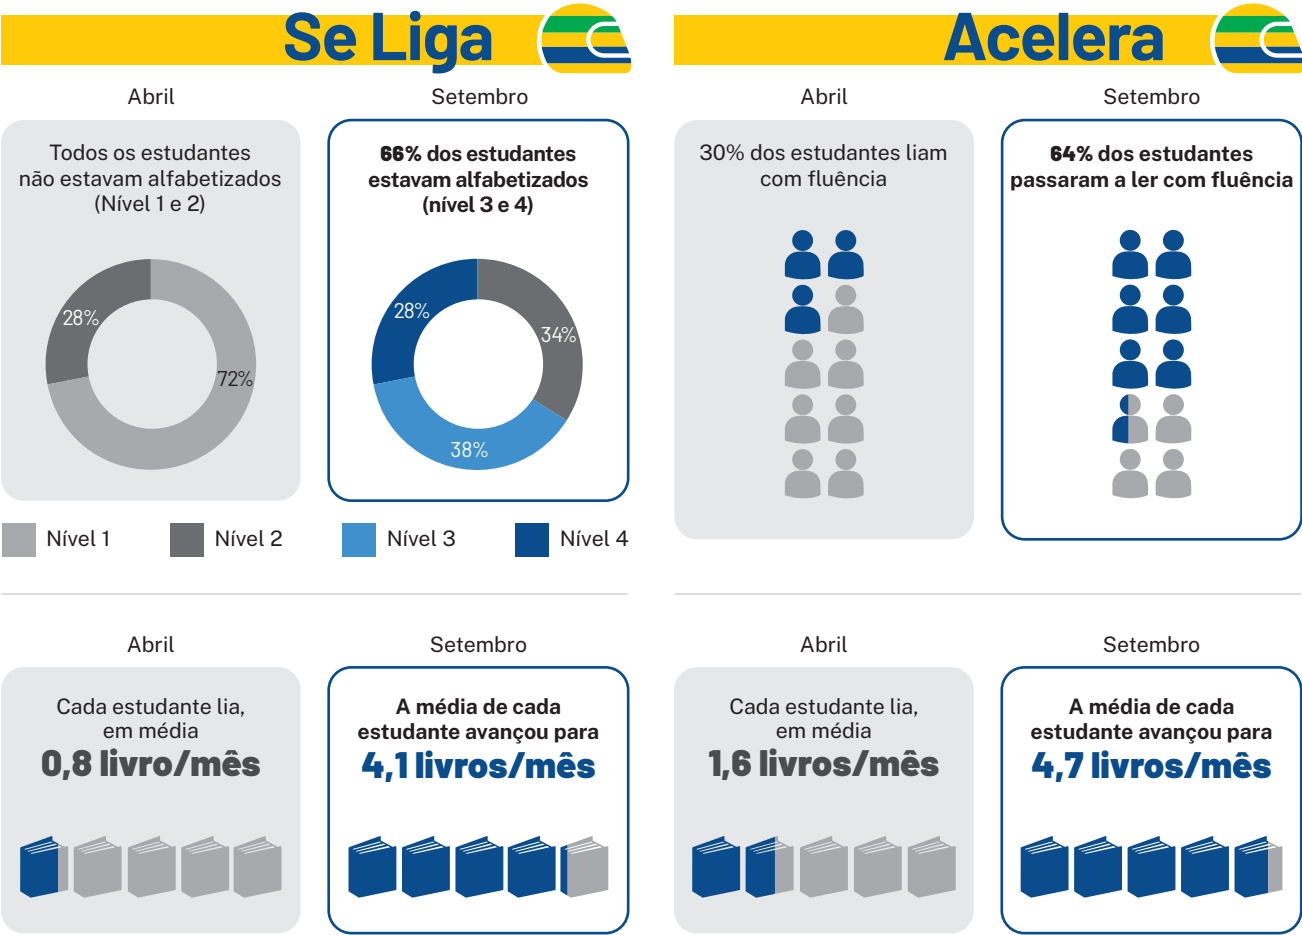 Se Liga
Abril
Setembro
Todos os estudantes
não estavam alfabetizados
(Nível 1 e 2)
28%
72%
66% dos estudantes
estavam alfabetizados
(nível 3 e 4)
28%
34%
38%
Nível 1
Nível 2
Nível 3
Nível 4
Abril
Setembro
Cada estudante lia,
em média
0,8 livro/mês
A média de cada
estudante avançou para
4,1 livros/mês
Acelera
Abril
Setembro
30% dos estudantes liam
com fluência
64% dos estudantes
passaram a ler com fluência
Abril
Setembro
Cada estudante lia,
em média
1,6 livros/mês
A média de cada
estudante avançou para
4,7 livros/mês